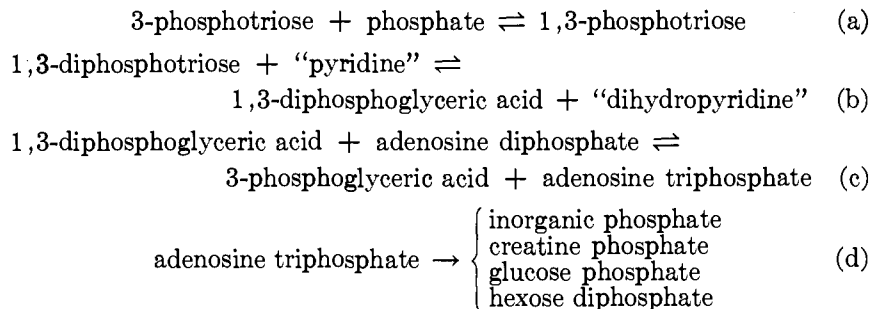 3-phosphotriose + phosphate ⇌ 1,3-phosphotriose (a)
1,3-diphosphotriose + “pyridine” ⇌
1,3-diphosphoglyceric acid + “dihydropyridine” (b)
1,3-diphosphoglyceric acid + adenosine diphosphate ⇌
3-phosphoglyceric acid + adenosine triphosphate (c)
adenosine triphosphate → { inorganic phosphate
creatine phosphate
glucose phosphate
hexose diphosphate (d)